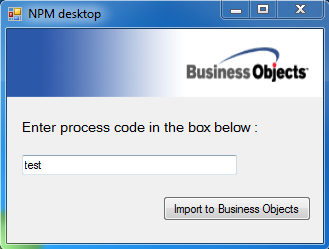 NPM desktop
Business Objects
Enter process code in the box below :
test
Import to Business Objects